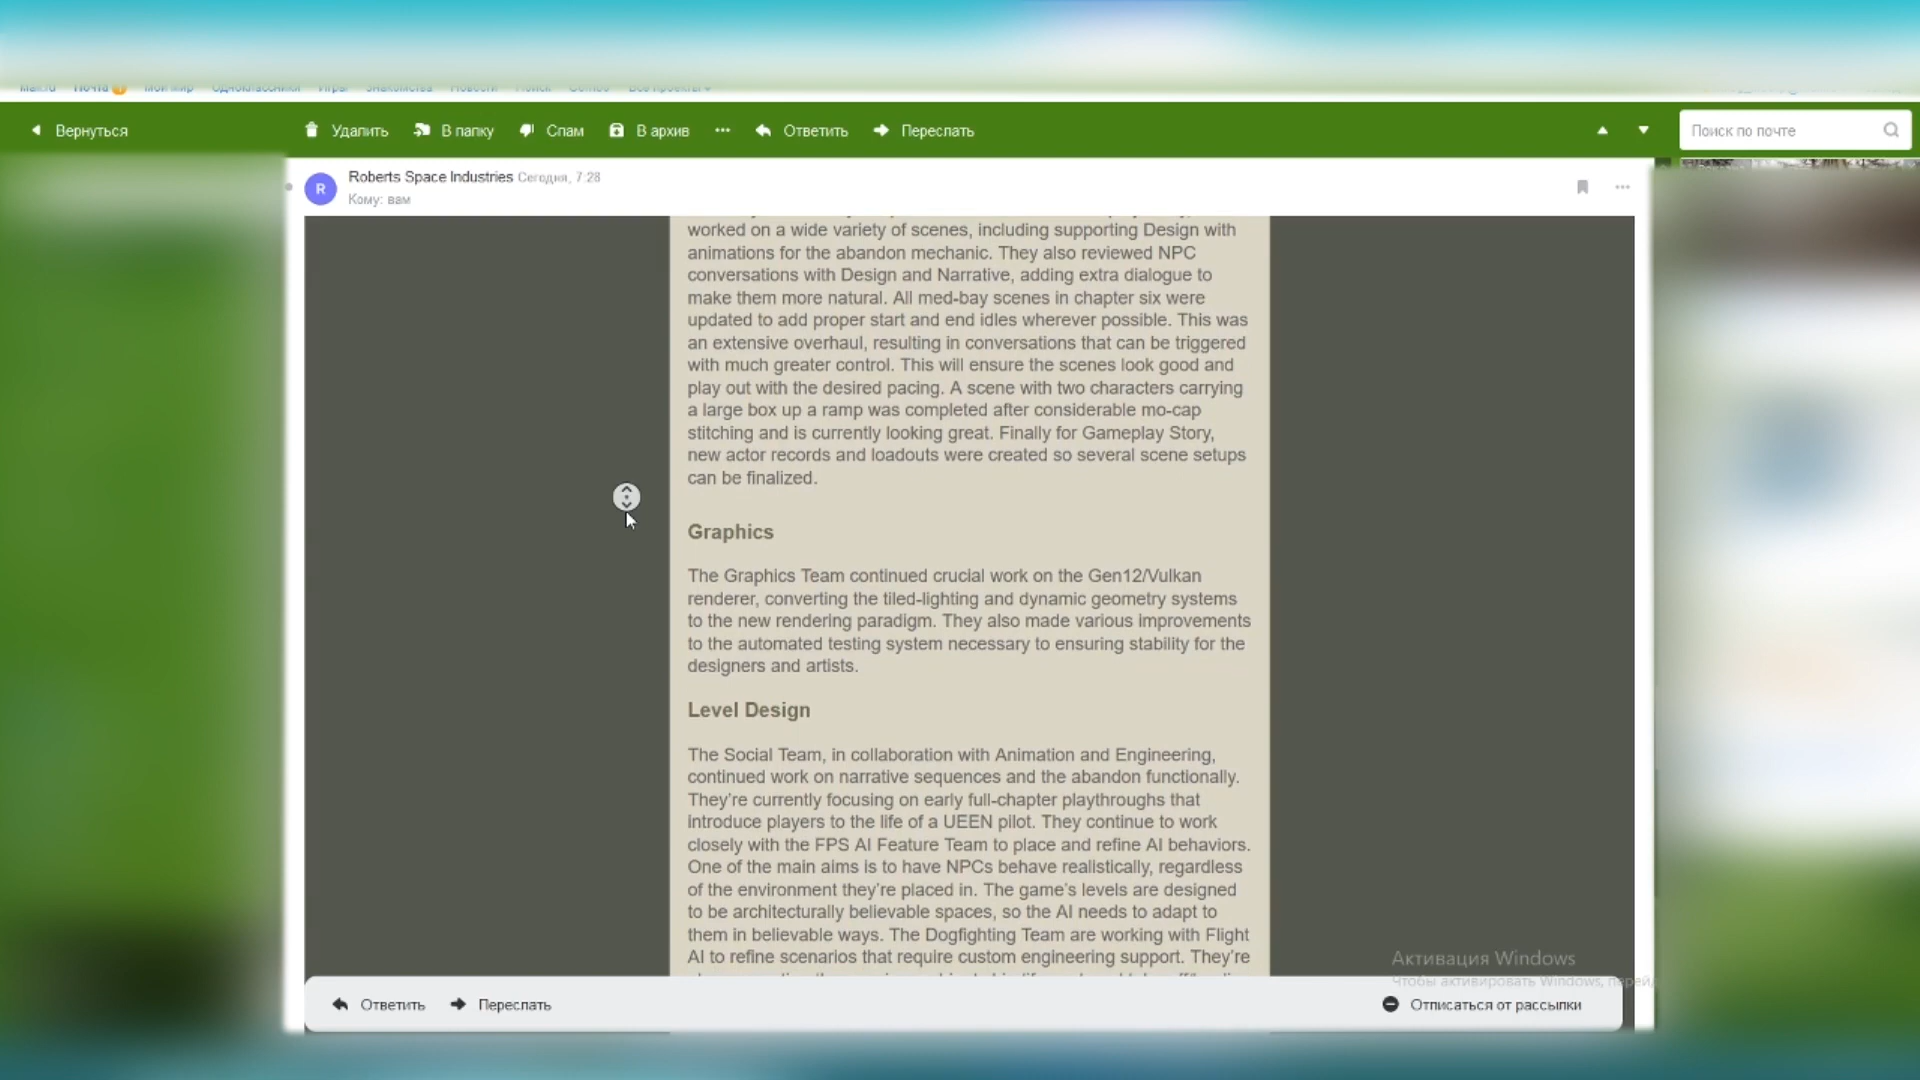 Почта
Вернуться
Удалить
В папку
Спам
В архив
Ответить
Переслать
Поиск по почте
R
Roberts Space Industries Сегодня, 7:28
Кому: вам
worked on a wide variety of scenes, including supporting Design with
animations for the abandon mechanic. They also reviewed NPC
conversations with Design and Narrative, adding extra dialogue to
make them more natural. All med-bay scenes in chapter six were
updated to add proper start and end idles wherever possible. This was
an extensive overhaul, resulting in conversations that can be triggered
with much greater control. This will ensure the scenes look good and
play out with the desired pacing. A scene with two characters carrying
a large box up a ramp was completed after considerable mo-cap
stitching and is currently looking great. Finally for Gameplay Story,
new actor records and loadouts were created so several scene setups
can be finalized.
Graphics
The Graphics Team continued crucial work on the Gen12/Vulkan
renderer, converting the tiled-lighting and dynamic geometry systems
to the new rendering paradigm. They also made various improvements
to the automated testing system necessary to ensuring stability for the
designers and artists.
Level Design
The Social Team, in collaboration with Animation and Engineering,
continued work on narrative sequences and the abandon functionally.
They're currently focusing on early full-chapter playthroughs that
introduce players to the life of a UEEN pilot. They continue to work
closely with the FPS AI Feature Team to place and refine AI behaviors.
One of the main aims is to have NPCs behave realistically, regardless
of the environment they're placed in. The game's levels are designed
to be architecturally believable spaces, so the AI needs to adapt to
them in believable ways. The Dogfighting Team are working with Flight
AI to refine scenarios that require custom engineering support. They're
Активация Windows
Чтобы активировать Windows,
Ответить
Переслать
Отписаться от рассылки